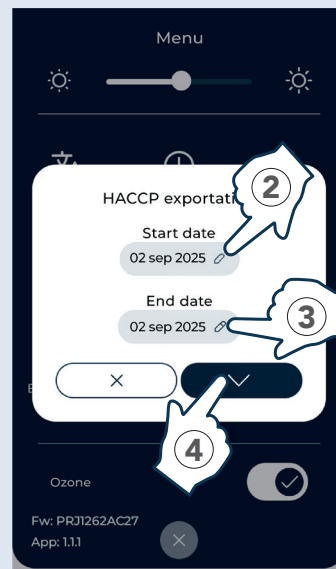 Menu
HACCP exportati
2
Start date
02 sep 2025
End date
02 sep 2025
3
4
Ozone
Fw: PRJ1262AC27
App: 1.1.1